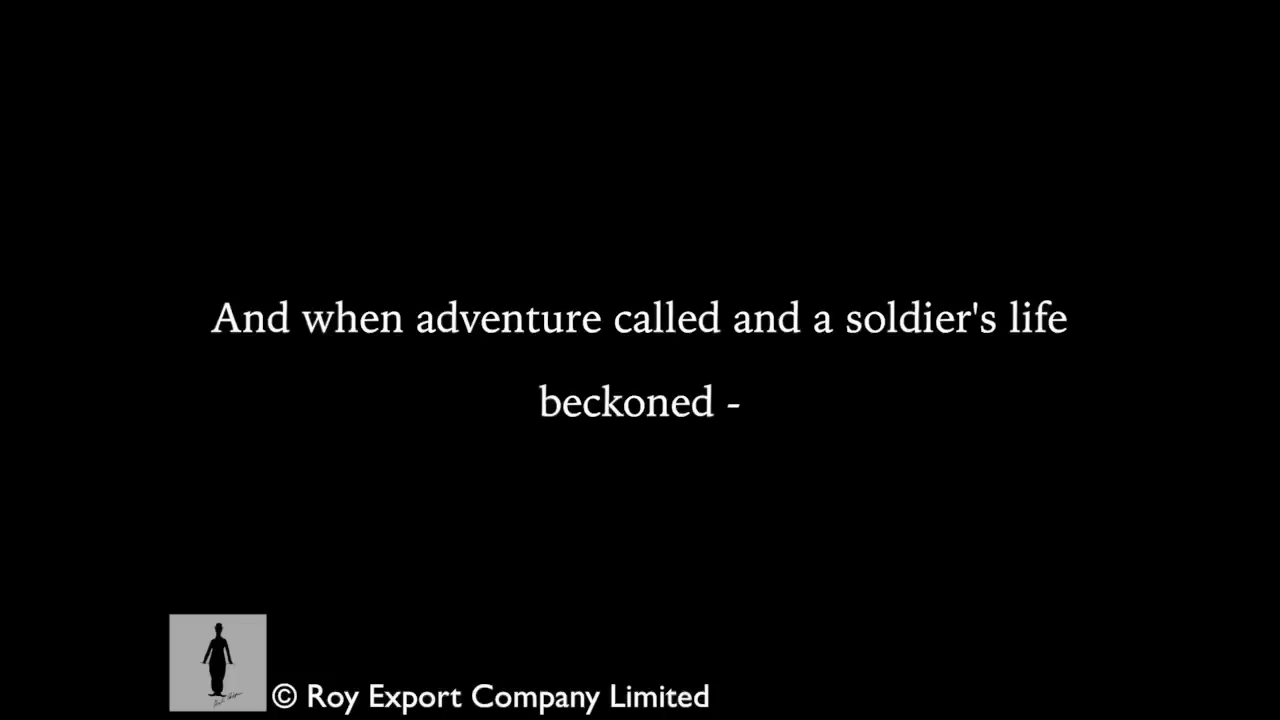 And when adventure called and a soldier's life
beckoned -
© Roy Export Company Limited